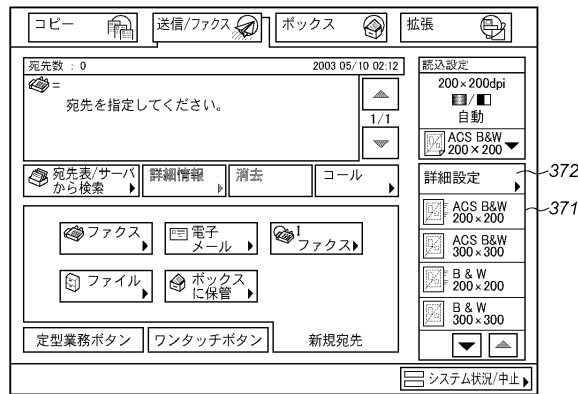 コピー
送信/ファクス
ボックス
拡張
宛先数 : 0
2003 05/10 02:12
=
宛先を指定してください。
1/1
読込設定
200×200dpi
/
自動
ACS B&W
200×200
宛先表/サーバ
から検索
詳細情報
消去
コール
詳細設定
372
371
ACS B&W
200×200
ACS B&W
300×300
B & W
200×200
B & W
300×300
ファクス
電子
メール
I
ファクス
ファイル
ボックス
に保管
定型業務ボタン
ワンタッチボタン
新規宛先
システム状況/中止